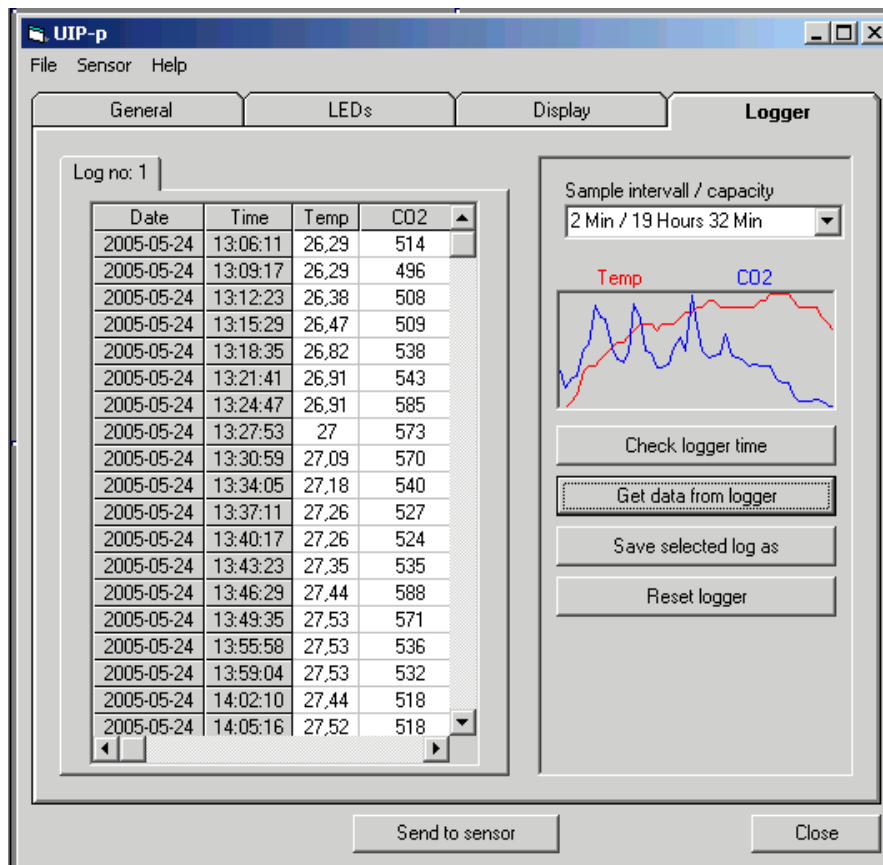 UIP-p
File Sensor Help
General LEDs Display Logger
Log no: 1
Date Time Temp CO2
2005-05-24 13:06:11 26,29 514
2005-05-24 13:09:17 26,29 496
2005-05-24 13:12:23 26,38 508
2005-05-24 13:15:29 26,47 509
2005-05-24 13:18:35 26,82 538
2005-05-24 13:21:41 26,91 543
2005-05-24 13:24:47 26,91 585
2005-05-24 13:27:53 27 573
2005-05-24 13:30:59 27,09 570
2005-05-24 13:34:05 27,18 540
2005-05-24 13:37:11 27,26 527
2005-05-24 13:40:17 27,26 524
2005-05-24 13:43:23 27,35 535
2005-05-24 13:46:29 27,44 588
2005-05-24 13:49:35 27,53 571
2005-05-24 13:55:58 27,53 536
2005-05-24 13:59:04 27,53 532
2005-05-24 14:02:10 27,44 518
2005-05-24 14:05:16 27,52 518
Sample intervall / capacity
2 Min / 19 Hours 32 Min
Temp CO2
Check logger time
Get data from logger
Save selected log as
Reset logger
Send to sensor Close